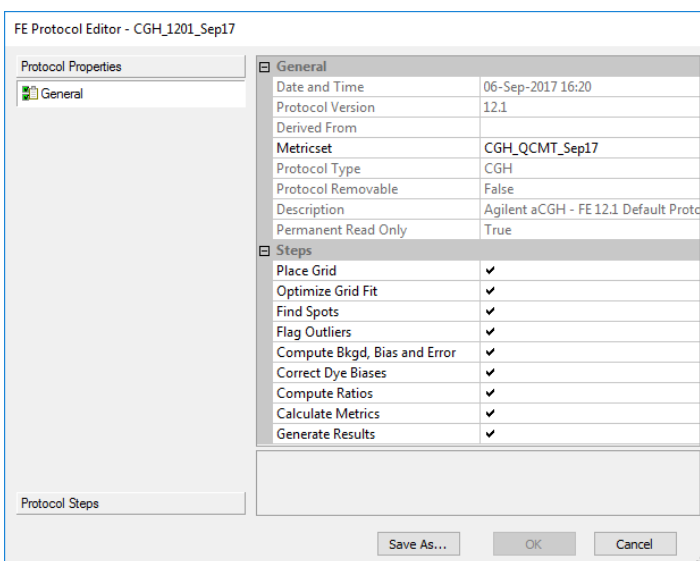 FE Protocol Editor - CGH_1201_Sep17
Protocol Properties
General
General
Date and Time 06-Sep-2017 16:20
Protocol Version 12.1
Derived From
Metricset CGH_QCMT_Sep17
Protocol Type CGH
Protocol Removable False
Description Agilent aCGH - FE 12.1 Default Proto
Permanent Read Only True
Steps
Place Grid ✔
Optimize Grid Fit ✔
Find Spots ✔
Flag Outliers ✔
Compute Bkgd, Bias and Error ✔
Correct Dye Biases ✔
Compute Ratios ✔
Calculate Metrics ✔
Generate Results ✔
Protocol Steps
Save As... OK Cancel